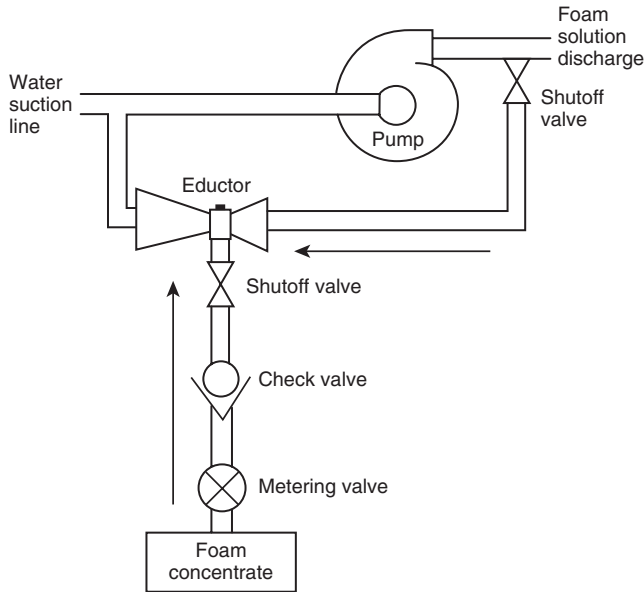 Foam
solution
discharge
Water
suction
line
Shutoff
valve
Pump
Eductor
Shutoff valve
Check valve
Metering valve
Foam
concentrate